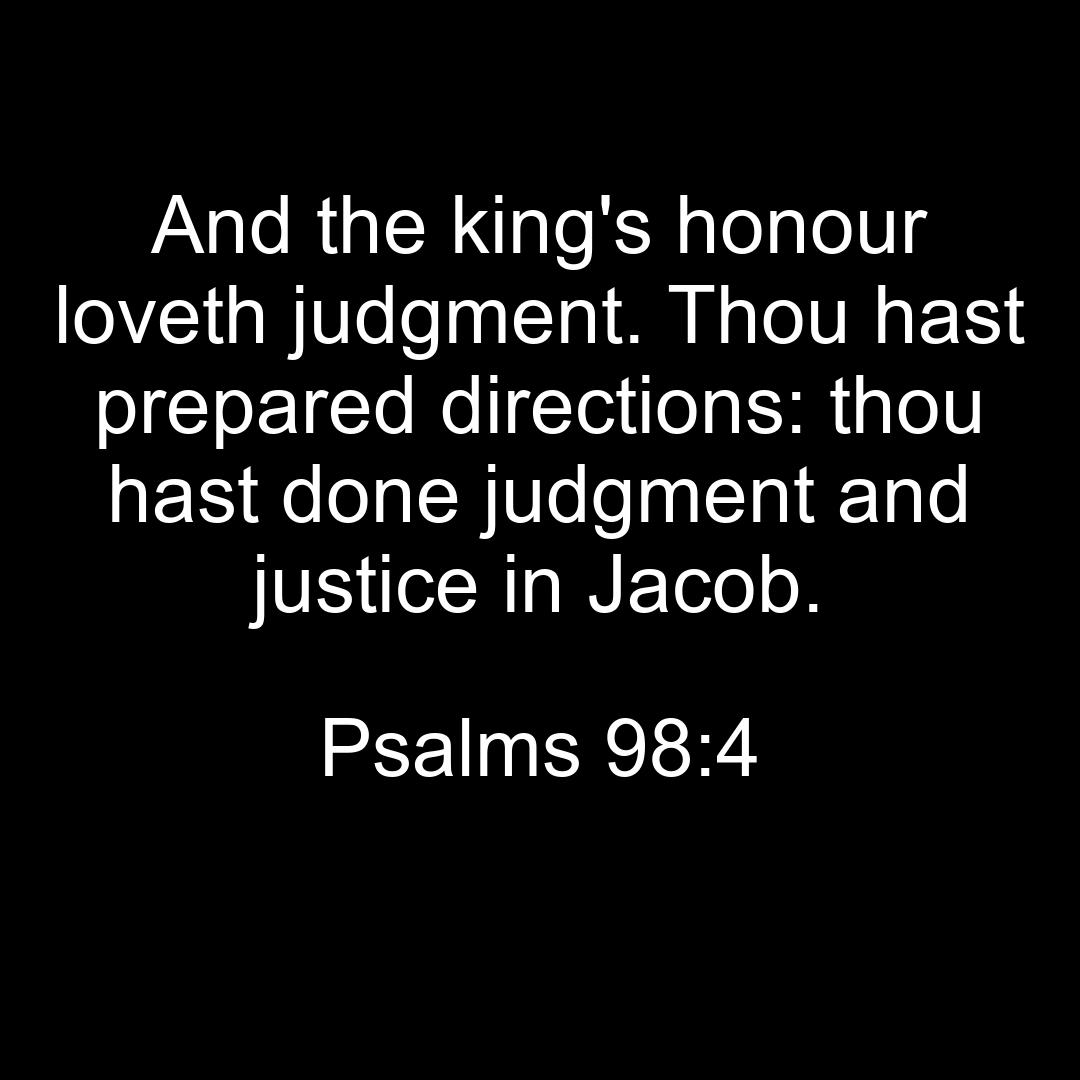 And the king's honour
loveth judgment. Thou hast
prepared directions: thou
hast done judgment and
justice in Jacob.
Psalms 98:4